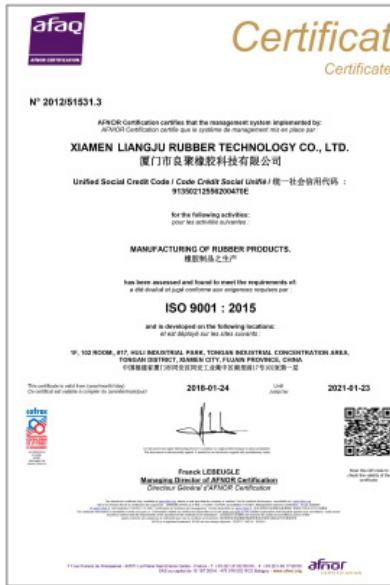 afaq
AFNOR CERTIFICATION
Certificat
Certificate
N° 2012/51531.3
AFNOR Certification certifies that the management system implemented by:
AFNOR Certification certifie que le système de management mis en place par :
XIAMEN LIANGJU RUBBER TECHNOLOGY CO., LTD.
厦门市良聚橡胶科技有限公司
Unified Social Credit Code / Code Crédit Social Unifié / 统一社会信用代码 :
91350212556200470E
for the following activities:
pour les activités suivantes :
MANUFACTURING OF RUBBER PRODUCTS.
橡胶制品之生产
has been assessed and found to meet the requirements of:
a été évalué et jugé conforme aux exigences requises par :
ISO 9001 : 2015
and is developed on the following locations:
et est déployé sur les sites suivants :
1F, 102 ROOM, #17, HULI INDUSTRIAL PARK, TONGAN INDUSTRIAL CONCENTRATION AREA,
TONGAN DISTRICT, XIAMEN CITY, FUJIAN PROVINCE, CHINA
This certificate is valid from (year/month/day)
Ce certificat est valable à compter du (année/mois/jour)
2018-01-24
Until
Jusqu'au
2021-01-23
cofrac
Franck LEBEUGLE
Managing Director of AFNOR Certification
Directeur Général d'AFNOR Certification
afnor
CERTIFICATION